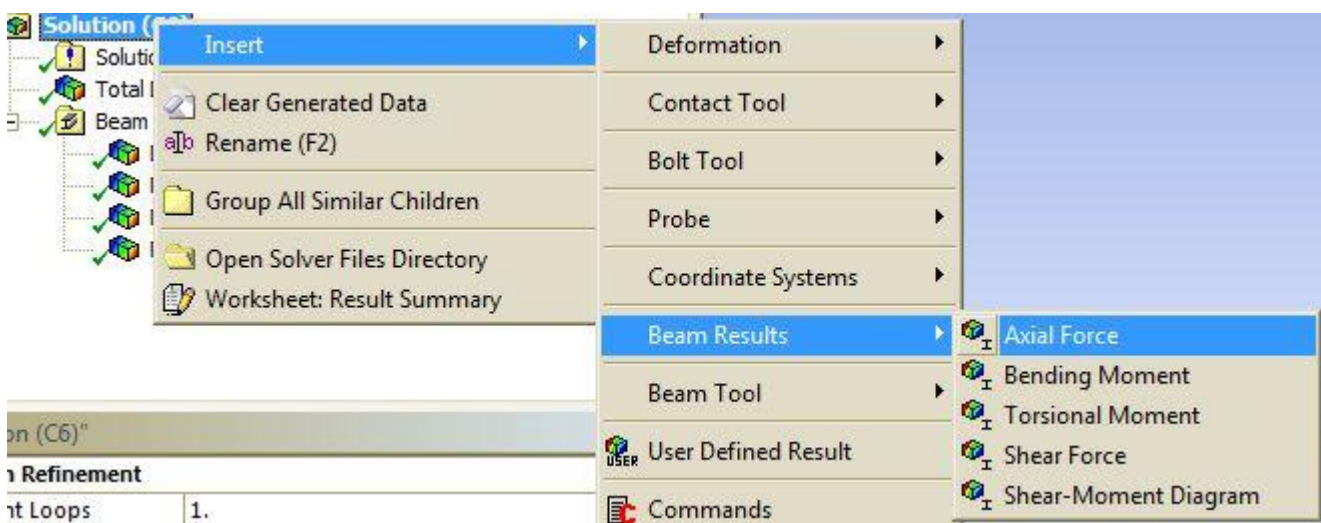 Solution (
Insert
Deformation
Total
Clear Generated Data
Contact Tool
Beam
Rename (F2)
Bolt Tool
Group All Similar Children
Probe
Open Solver Files Directory
Coordinate Systems
Worksheet: Result Summary
Beam Results
Axial Force
Bending Moment
Beam Tool
Torsional Moment
on (C6)"
USER User Defined Result
Shear Force
Refinement
Shear-Moment Diagram
nt Loops 1.
Commands